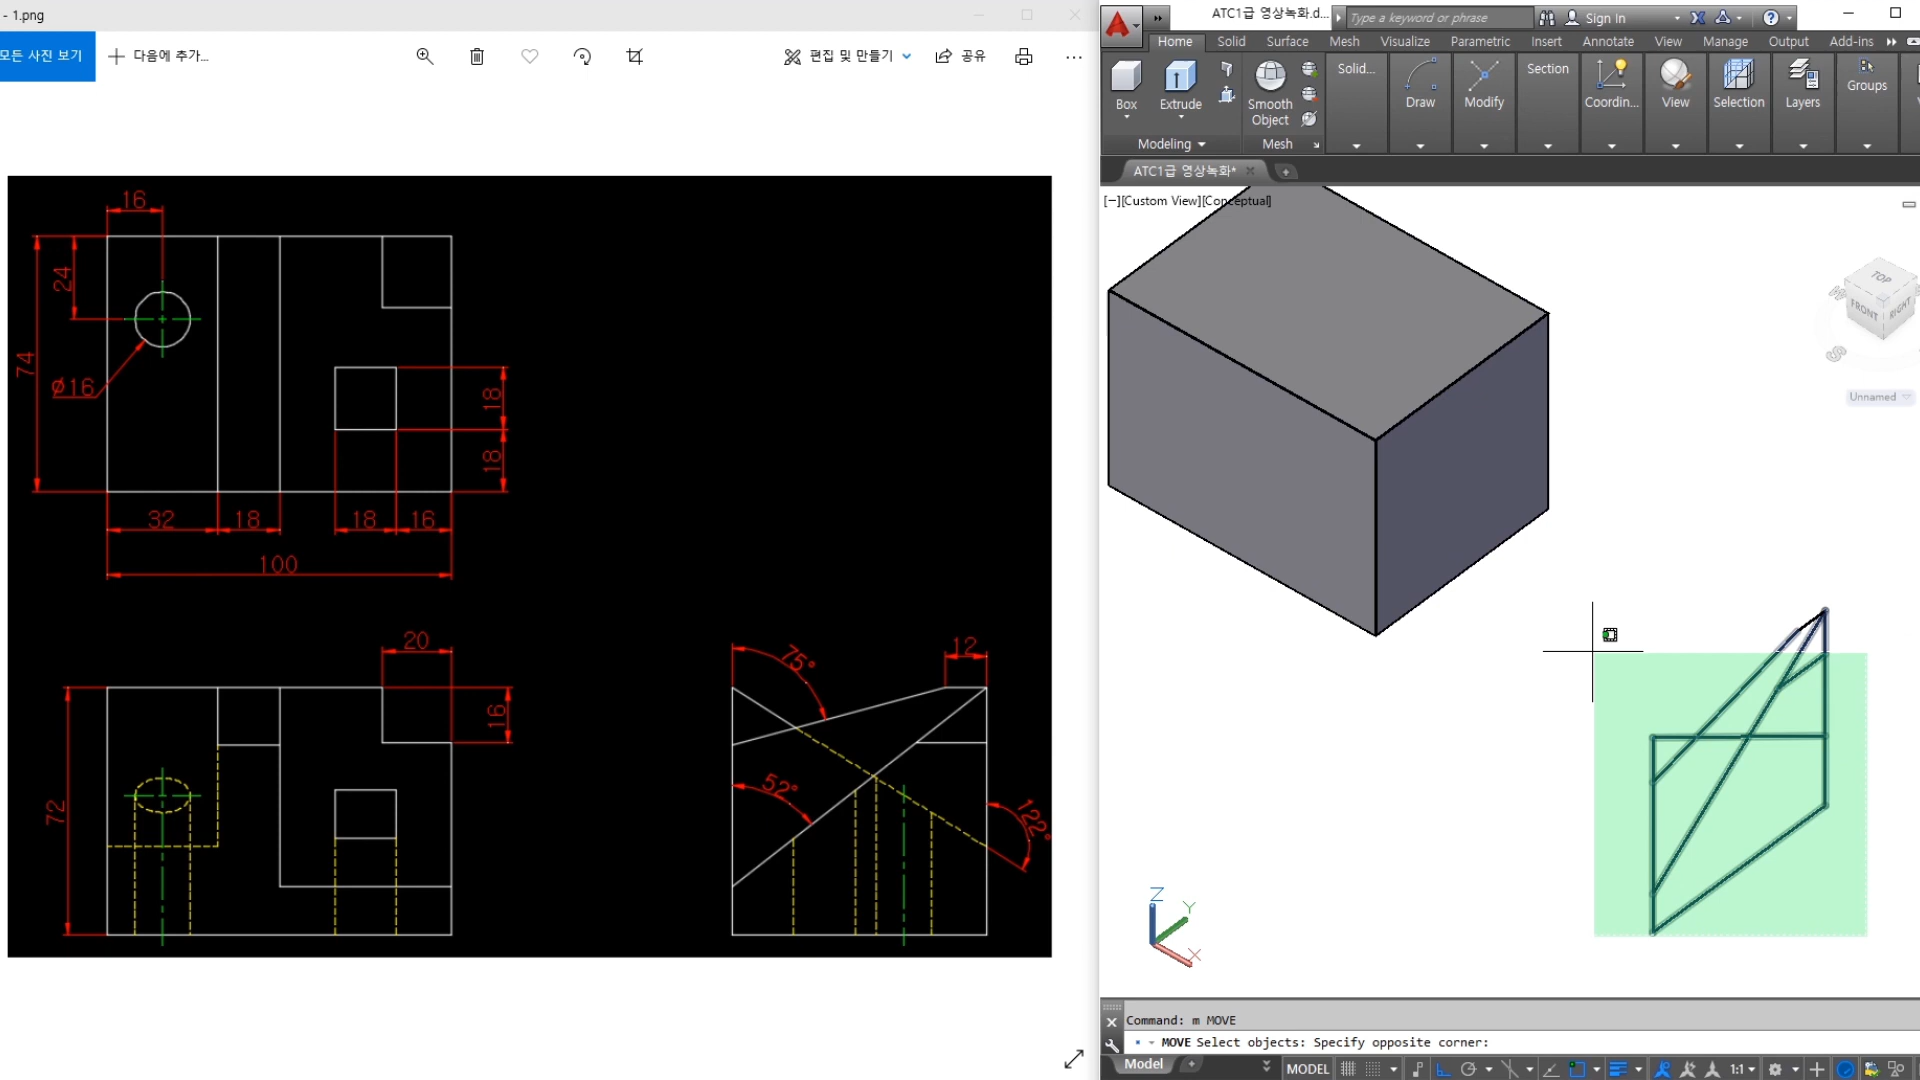 - 1.png
모든 사진 보기
다음에 추가...
편집 및 만들기
공유
16
24
74
Ø16
18
18
32
18
18
16
100
20
16
72
75°
12
52°
122°
ATC1급 영상녹화.d...
Type a keyword or phrase
Sign In
Home Solid Surface Mesh Visualize Parametric Insert Annotate View Manage Output Add-ins
Box
Extrude
Smooth
Object
Solid...
Draw
Modify
Section
Coordin...
View
Selection
Layers
Groups
Modeling
Mesh
ATC1급 영상녹화*
[−][Custom View][Conceptual]
TOP
FRONT
RIGHT
W
S
Unnamed
Z
Y
X
Command: m MOVE
MOVE Select objects: Specify opposite corner:
Model
MODEL
1:1